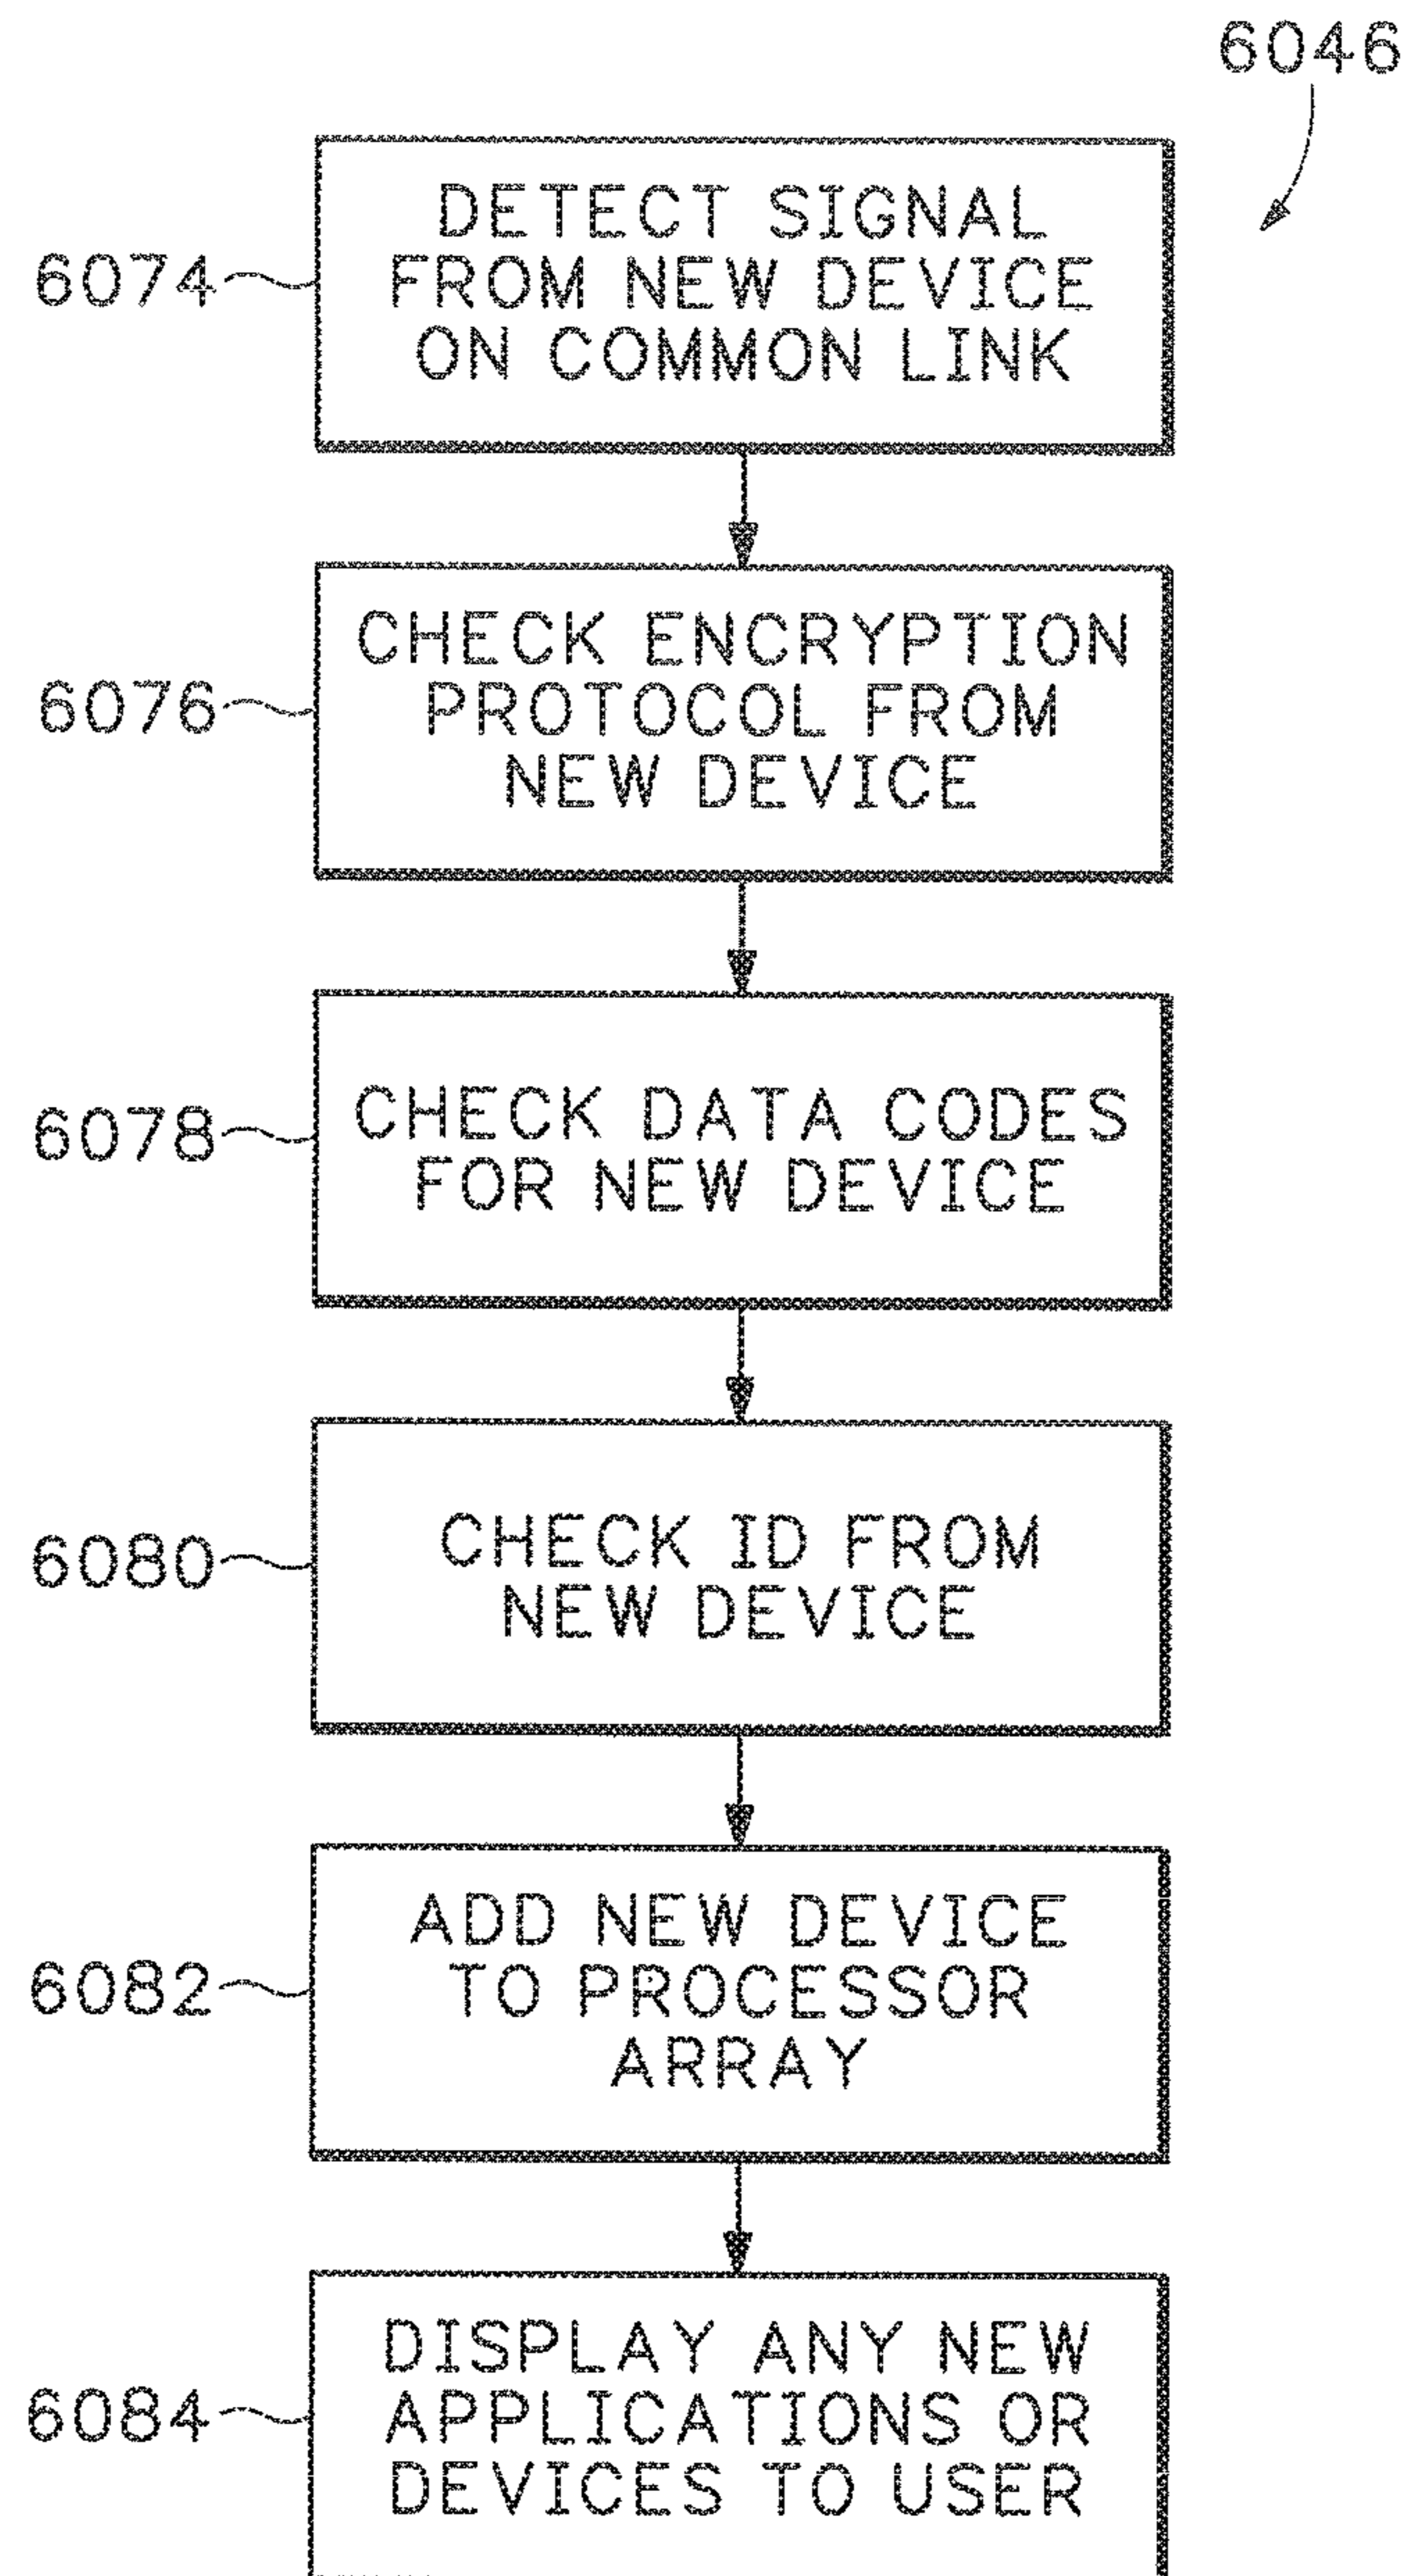 6046
DETECT SIGNAL
FROM NEW DEVICE
ON COMMON LINK
6074
CHECK ENCRYPTION
PROTOCOL FROM
NEW DEVICE
6076
CHECK DATA CODES
FOR NEW DEVICE
6078
CHECK ID FROM
NEW DEVICE
6080
ADD NEW DEVICE
TO PROCESSOR
ARRAY
6082
DISPLAY ANY NEW
APPLICATIONS OR
DEVICES TO USER
6084